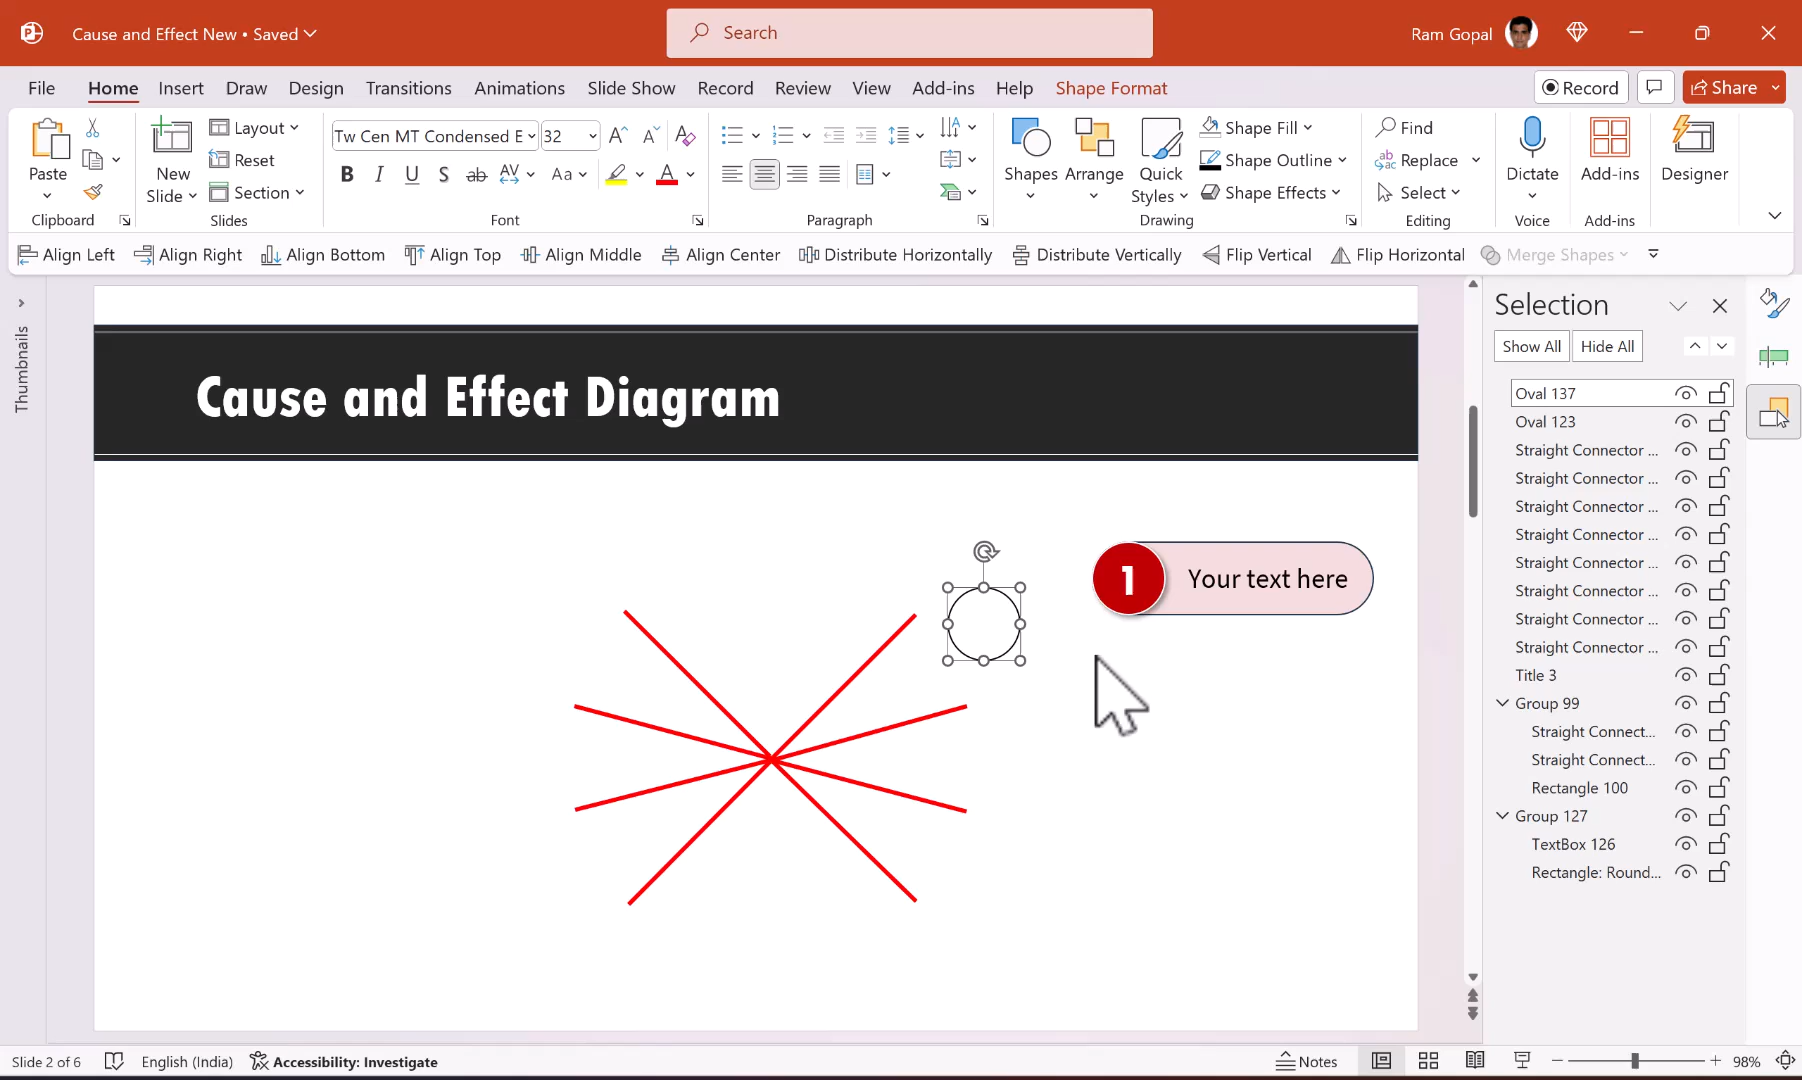 Cause and Effect New • Saved
Search
Ram Gopal
File
Home
Insert
Draw
Design
Transitions
Animations
Slide Show
Record
Review
View
Add-ins
Help
Shape Format
Record
Share
Paste
Clipboard
New
Slide
Layout
Reset
Section
Slides
Tw Cen MT Condensed E
32
Font
Paragraph
Shapes
Arrange
Quick
Styles
Shape Fill
Shape Outline
Shape Effects
Drawing
Find
Replace
Select
Editing
Dictate
Voice
Add-ins
Add-ins
Designer
Align Left
Align Right
Align Bottom
Align Top
Align Middle
Align Center
Distribute Horizontally
Distribute Vertically
Flip Vertical
Flip Horizontal
Merge Shapes
Thumbnails
Cause and Effect Diagram
1
Your text here
Selection
Show All
Hide All
Oval 137
Oval 123
Straight Connector ...
Straight Connector ...
Straight Connector ...
Straight Connector ...
Straight Connector ...
Straight Connector ...
Straight Connector ...
Straight Connector ...
Title 3
Group 99
Straight Connect...
Straight Connect...
Rectangle 100
Group 127
TextBox 126
Rectangle: Round...
Slide 2 of 6
English (India)
Accessibility: Investigate
Notes
98%